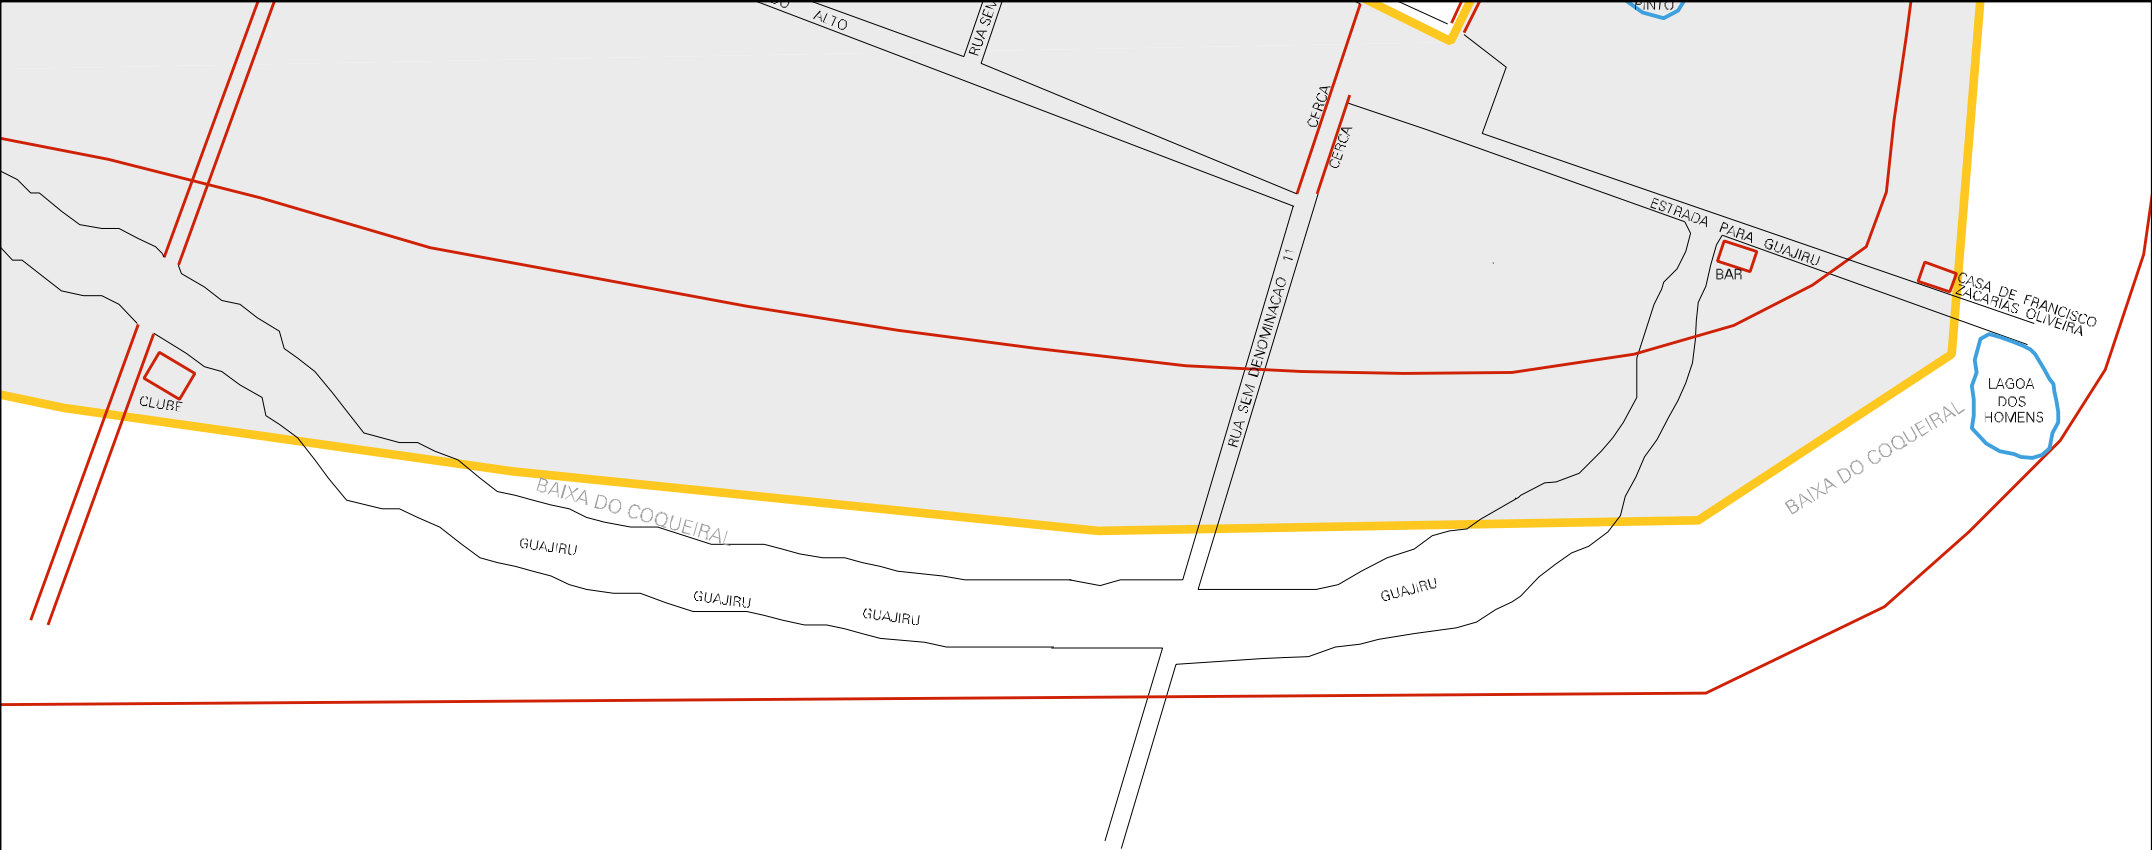 ALTO
RUA SEM
PINTO
CERCA
CERCA
ESTRADA PARA GUAJIRU
BAR
CASA DE FRANCISCO
ZACARIAS OLIVEIRA
LAGOA
DOS
HOMENS
BAIXA DO COQUEIRAL
RUA SEM DENOMINACAO 11
CLUBE
BAIXA DO COQUEIRAL
GUAJIRU
GUAJIRU
GUAJIRU
GUAJIRU